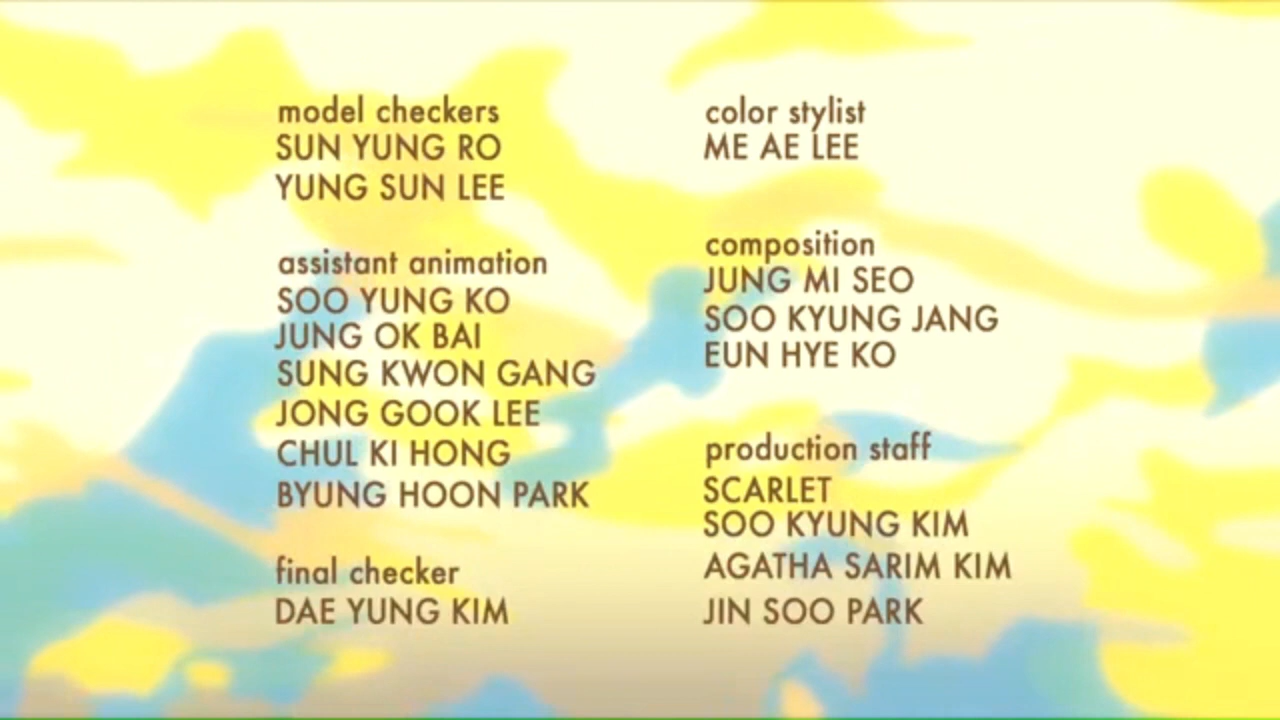 model checkers
SUN YUNG RO
YUNG SUN LEE
assistant animation
SOO YUNG KO
JUNG OK BAI
SUNG KWON GANG
JONG GOOK LEE
CHUL KI HONG
BYUNG HOON PARK
final checker
DAE YUNG KIM
color stylist
ME AE LEE
composition
JUNG MI SEO
SOO KYUNG JANG
EUN HYE KO
production staff
SCARLET
SOO KYUNG KIM
AGATHA SARIM KIM
JIN SOO PARK